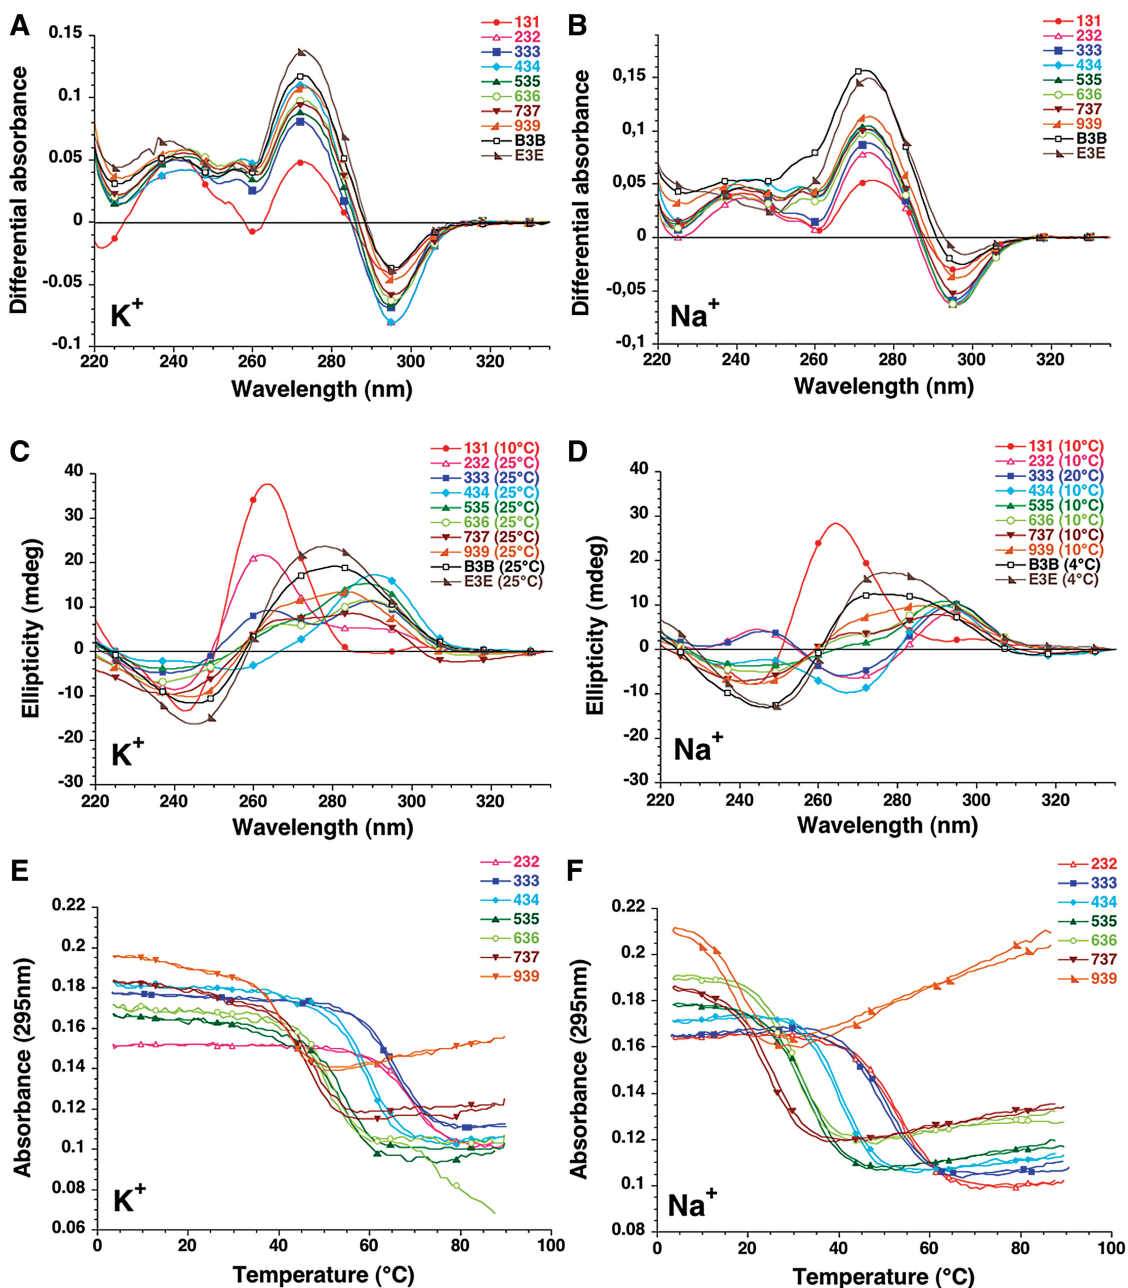 A
0.15
0.1
0.05
0
-0.05
-0.1
220 240 260 280 300 320
Differential absorbance
Wavelength (nm)
K+
131
232
333
434
535
636
737
939
B3B
E3E
B
0,15
0,1
0,05
0
-0,05
-0,1
220 240 260 280 300 320
Differential absorbance
Wavelength (nm)
Na+
131
232
333
434
535
636
737
939
B3B
E3E
C
40
30
20
10
0
-10
-20
-30
220 240 260 280 300 320
Ellipticity (mdeg)
Wavelength (nm)
K+
131 (10°C)
232 (25°C)
333 (25°C)
434 (25°C)
535 (25°C)
636 (25°C)
737 (25°C)
939 (25°C)
B3B (25°C)
E3E (25°C)
D
40
30
20
10
0
-10
-20
-30
220 240 260 280 300 320
Ellipticity (mdeg)
Wavelength (nm)
Na+
131 (10°C)
232 (10°C)
333 (20°C)
434 (10°C)
535 (10°C)
636 (10°C)
737 (10°C)
939 (10°C)
B3B (4°C)
E3E (4°C)
E
0.22
0.2
0.18
0.16
0.14
0.12
0.1
0.08
0.06
0 20 40 60 80 100
Absorbance (295nm)
Temperature (°C)
K+
232
333
434
535
636
737
939
F
0.22
0.2
0.18
0.16
0.14
0.12
0.1
0.08
0 20 40 60 80 100
Absorbance (295nm)
Temperature (°C)
Na+
232
333
434
535
636
737
939